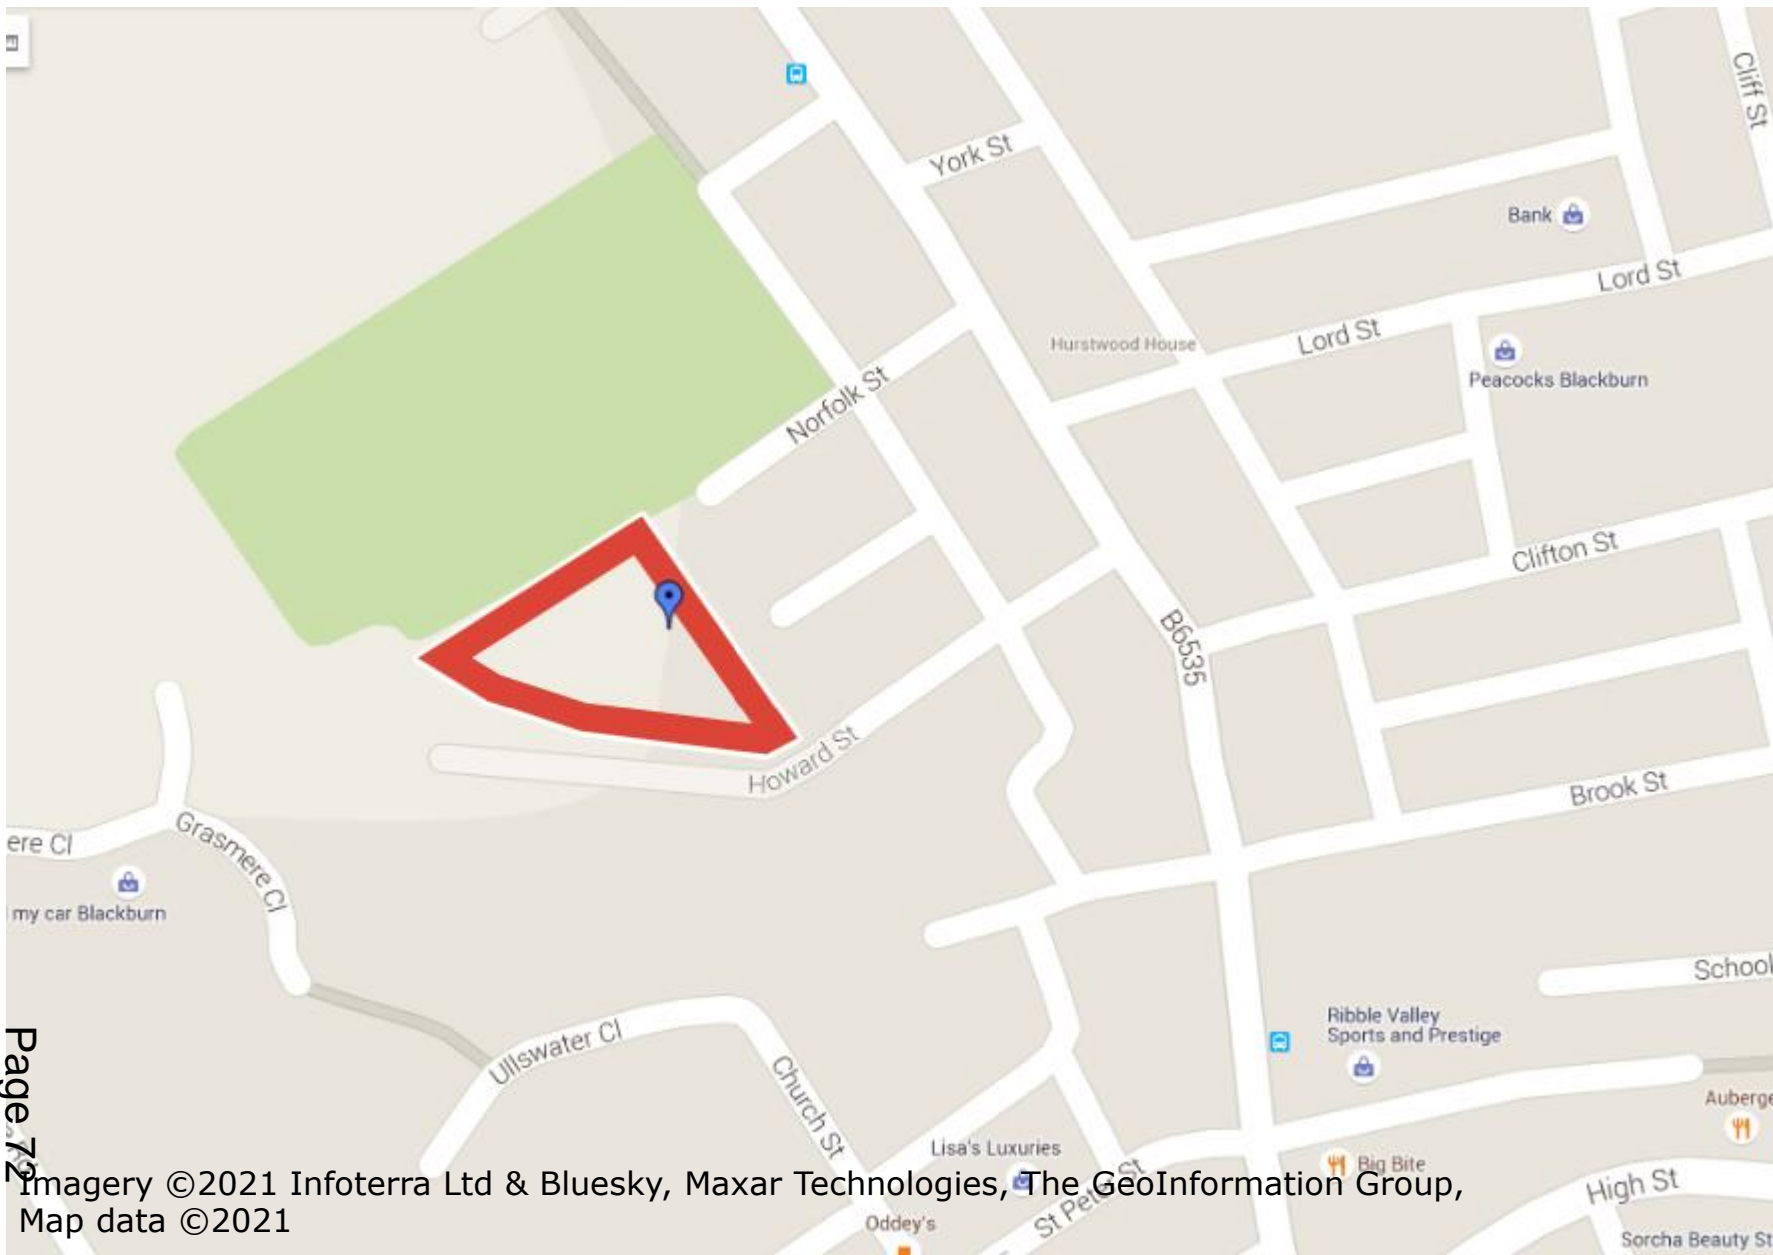 Cliff St
York St
Bank
Lord St
Hurstwood House
Lord St
Peacocks Blackburn
Norfolk St
Clifton St
B6535
Howard St
Brook St
ere Cl
Grasmere Cl
my car Blackburn
School
Ribble Valley
Sports and Prestige
Ullswater Cl
Church St
Auberge
Lisa's Luxuries
Big Bite
St Peter St
High St
Oddey's
Sorcha Beauty St
Page 72
Imagery ©2021 Infoterra Ltd & Bluesky, Maxar Technologies, The GeoInformation Group,
Map data ©2021